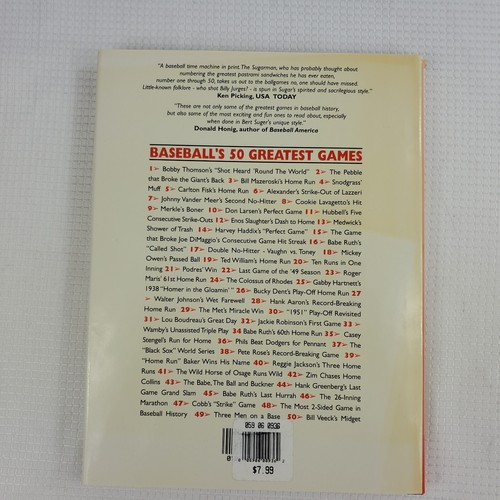 "A baseball time machine in print. The Sugarman, who has probably thought about
numbering the greatest pastrami sandwiches he has ever eaten,
number one through 50, takes us out to the ballgames no, one should have missed.
Little-known folklore - who shot Billy Jurges? - is spun in Sugar's spirited and sacrilegious style."
Ken Picking, USA TODAY
"These are not only some of the greatest games in baseball history,
but also some of the most exciting and fun ones to read about, especially
when done in Bert Sugar's unique style."
Donald Honig, author of Baseball America
BASEBALL'S 50 GREATEST GAMES
1➢ Bobby Thomson's "Shot Heard 'Round The World" 2➢ The Pebble
that Broke the Giant's Back 3➢ Bill Mazeroski's Home Run 4➢ Snodgrass'
Muff 5➢ Carlton Fisk's Home Run 6➢ Alexander's Strike-Out of Lazzeri
7➢ Johnny Vander Meer's Second No-Hitter 8➢ Cookie Lavagetto's Hit
9➢ Merkle's Boner 10➢ Don Larsen's Perfect Game 11➢ Hubbell's Five
Consecutive Strike-Outs 12➢ Enos Slaughter's Dash to Home 13➢ Medwick's
Shower of Trash 14➢ Harvey Haddix's "Perfect Game" 15➢ The Game
that Broke Joe DiMaggio's Consecutive Game Hit Streak 16➢ Babe Ruth's
"Called Shot" 17➢ Double No-Hitter - Vaughn vs. Toney 18➢ Mickey
Owen's Passed Ball 19➢ Ted William's Home Run 20➢ Ten Runs in One
Inning 21➢ Podres' Win 22➢ Last Game of the '49 Season 23➢ Roger
Maris' 61st Home Run 24➢ The Colossus of Rhodes 25➢ Gabby Hartnett's
1938 "Homer in the Gloamin'" 26➢ Bucky Dent's Play-Off Home Run 27
➢ Walter Johnson's Wet Farewell 28➢ Hank Aaron's Record-Breaking
Home Run 29➢ The Met's Miracle Win 30➢ "1951" Play-Off Revisited
31➢ Lou Boudreau's Great Day 32➢ Jackie Robinson's First Game 33➢
Wamby's Unassisted Triple Play 34 Babe Ruth's 60th Home Run 35➢ Casey
Stengel's Run for Home 36➢ Phils Beat Dodgers for Pennant 37➢ The
"Black Sox" World Series 38➢ Pete Rose's Record-Breaking Game 39➢
"Home Run" Baker Wins His Name 40➢ Reggie Jackson's Three Home
Runs 41➢ The Wild Horse of Osage Runs Wild 42➢ Zim Chases Home
Collins 43➢ The Babe, The Ball and Buckner 44➢ Hank Greenberg's Last
Game Grand Slam 45➢ Babe Ruth's Last Hurrah 46➢ The 26-Inning
Marathon 47➢ Cobb's "Strike" Game 48➢ The Most 2-Sided Game in
Baseball History 49➢ Three Men on a Base 50➢ Bill Veeck's Midget
059 06 0936
$7.99